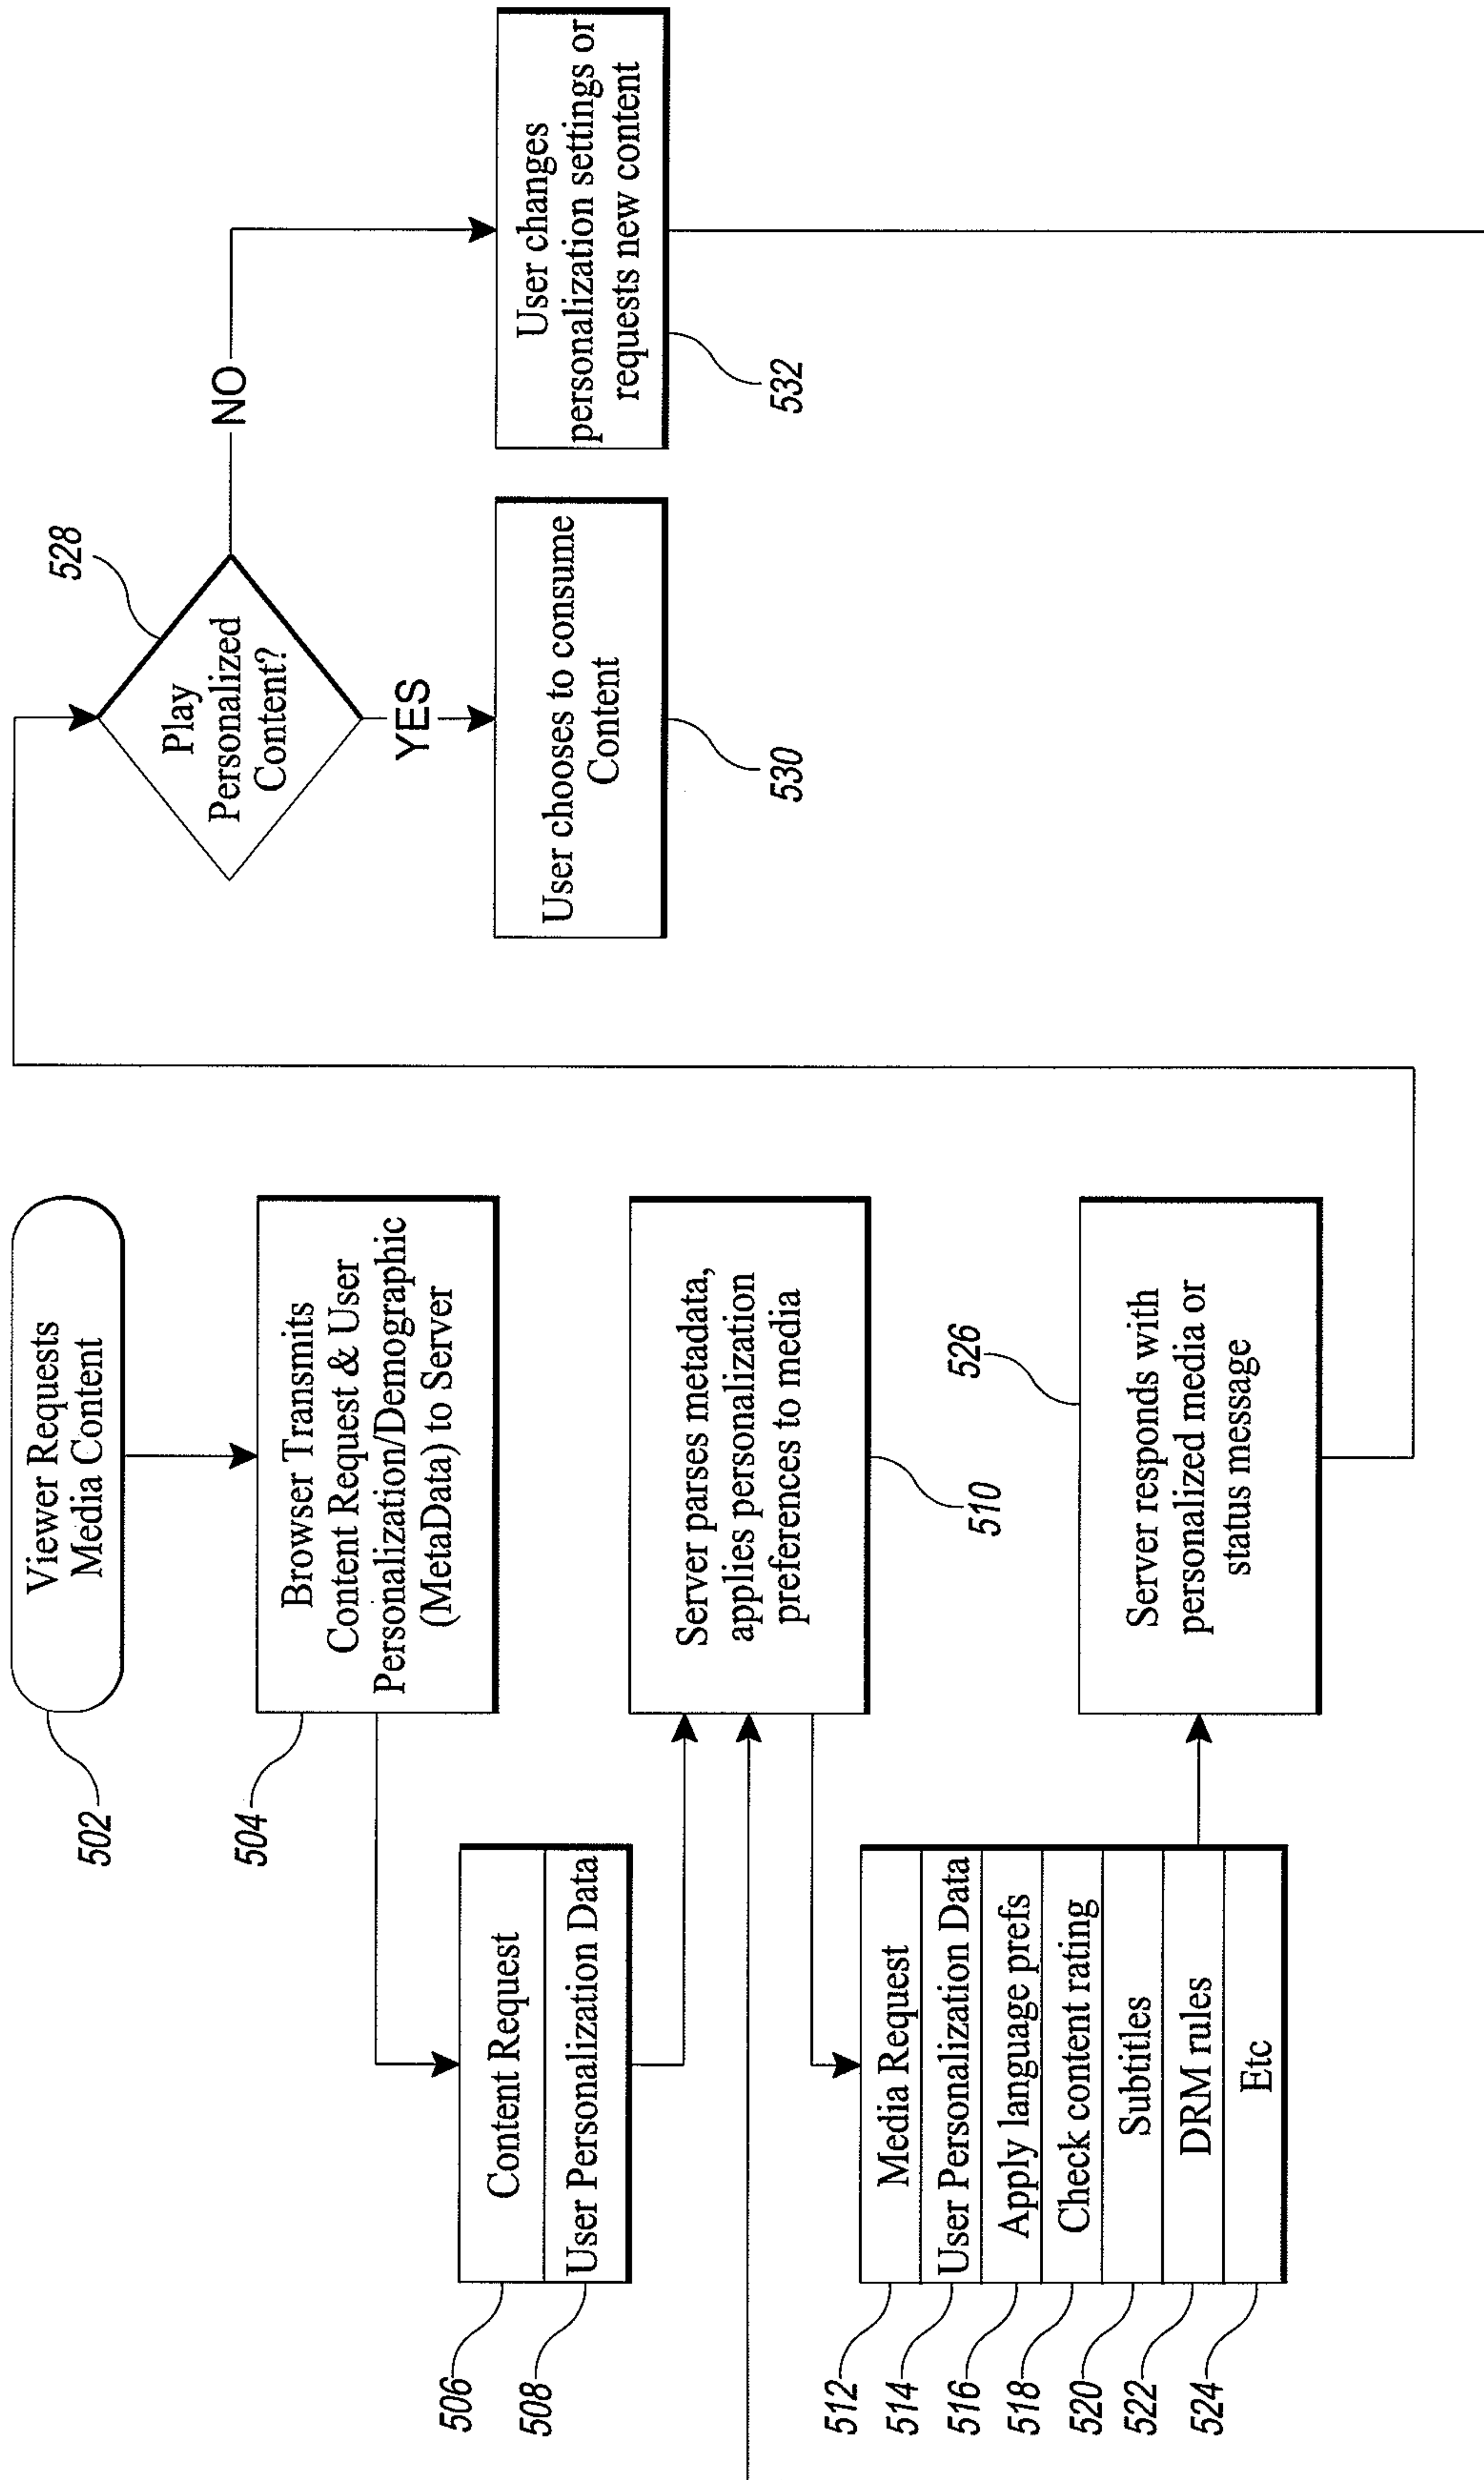 Viewer Requests
Media Content
502
Browser Transmits
Content Request & User
Personalization/Demographic
(MetaData) to Server
504
Content Request
User Personalization Data
506
508
Server parses metadata,
applies personalization
preferences to media
510
Media Request
User Personalization Data
Apply language prefs
Check content rating
Subtitles
DRM rules
Etc
512
514
516
518
520
522
524
526
Server responds with
personalized media or
status message
528
Play
Personalized
Content?
NO
YES
User chooses to consume
Content
530
User changes
personalization settings or
requests new content
532